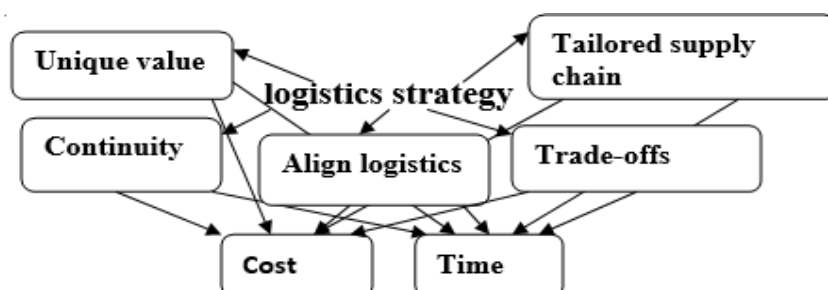 Unique value
Tailored supply
chain
logistics strategy
Continuity
Align logistics
Trade-offs
Cost
Time